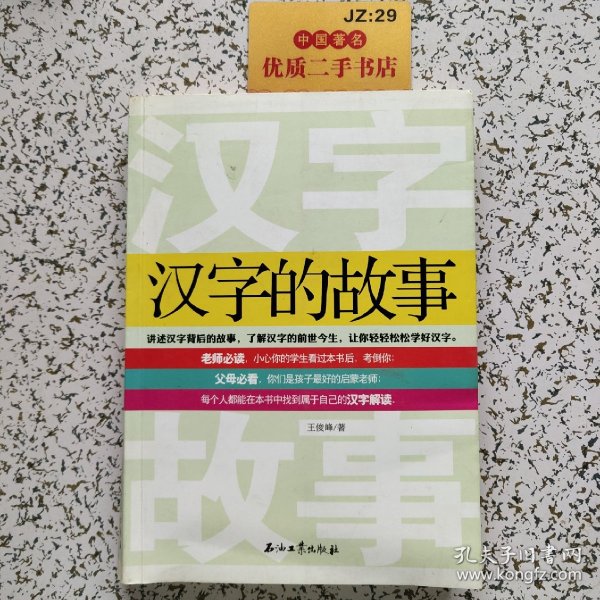 JZ:29
中国著名
优质二手书店
汉字
汉字的故事
讲述汉字背后的故事，了解汉字的前世今生，让你轻轻松松学好汉字。
老师必读，小心你的学生看过本书后，考倒你；
父母必看，你们是孩子最好的启蒙老师；
每个人都能在本书中找到属于自己的汉字解读。
王俊峰/著
故事
石油工业出版社
孔夫子旧书网
www.kongfz.com